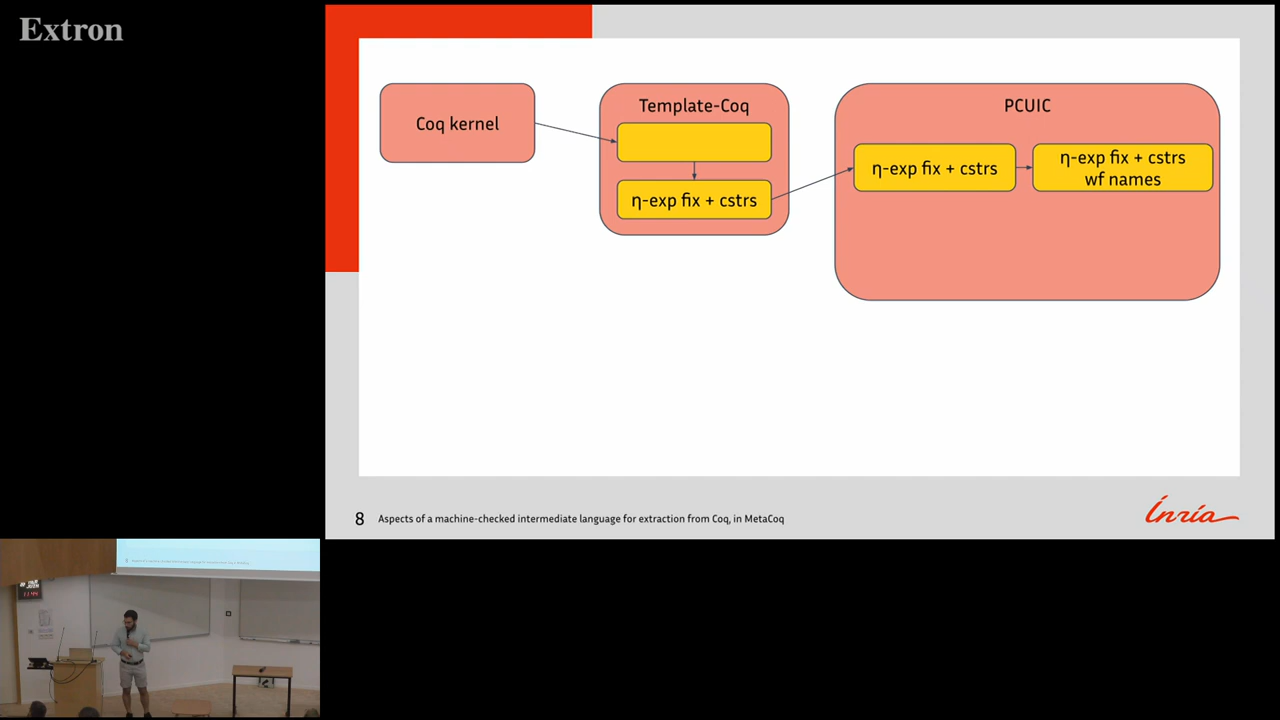 Extron
Coq kernel
Template-Coq
η-exp fix + cstrs
PCUIC
η-exp fix + cstrs
η-exp fix + cstrs
wf names
8
Aspects of a machine-checked intermediate language for extraction from Coq, in MetaCoq
Inria